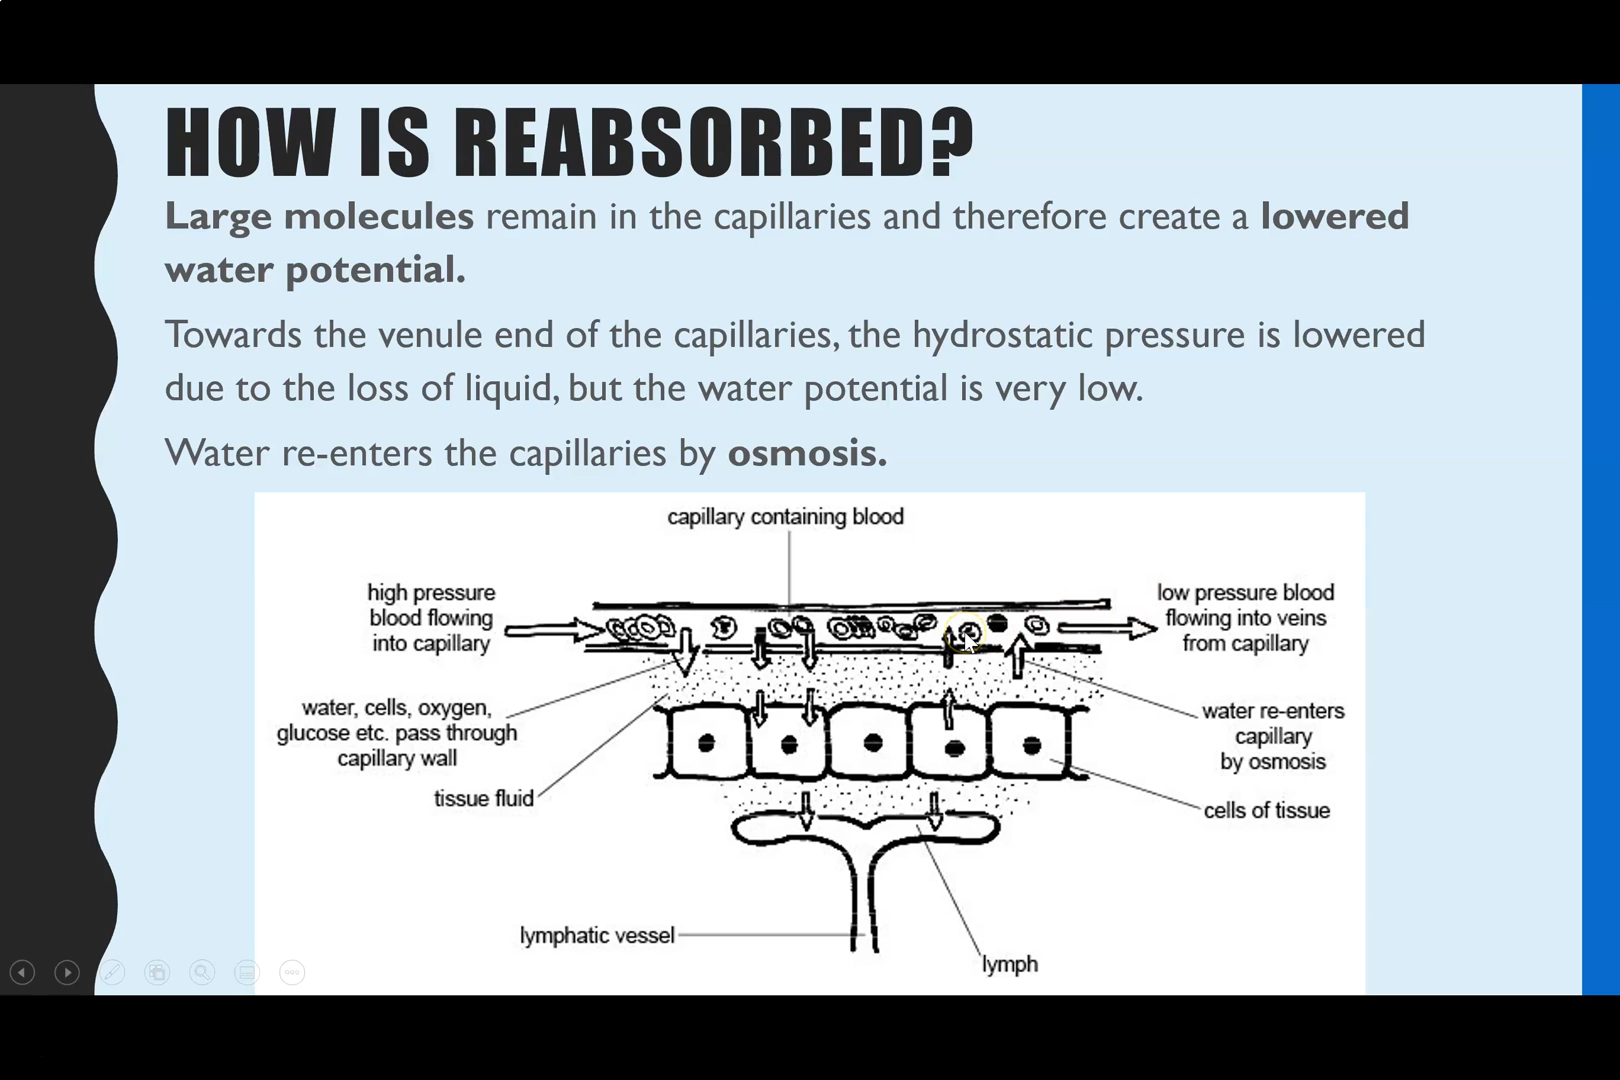 HOW IS REABSORBED?
Large molecules remain in the capillaries and therefore create a lowered
water potential.
Towards the venule end of the capillaries, the hydrostatic pressure is lowered
due to the loss of liquid, but the water potential is very low.
Water re-enters the capillaries by osmosis.
capillary containing blood
high pressure
blood flowing
into capillary
low pressure blood
flowing into veins
from capillary
water, cells, oxygen,
glucose etc. pass through
capillary wall
water re-enters
capillary
by osmosis
tissue fluid
cells of tissue
lymphatic vessel
lymph